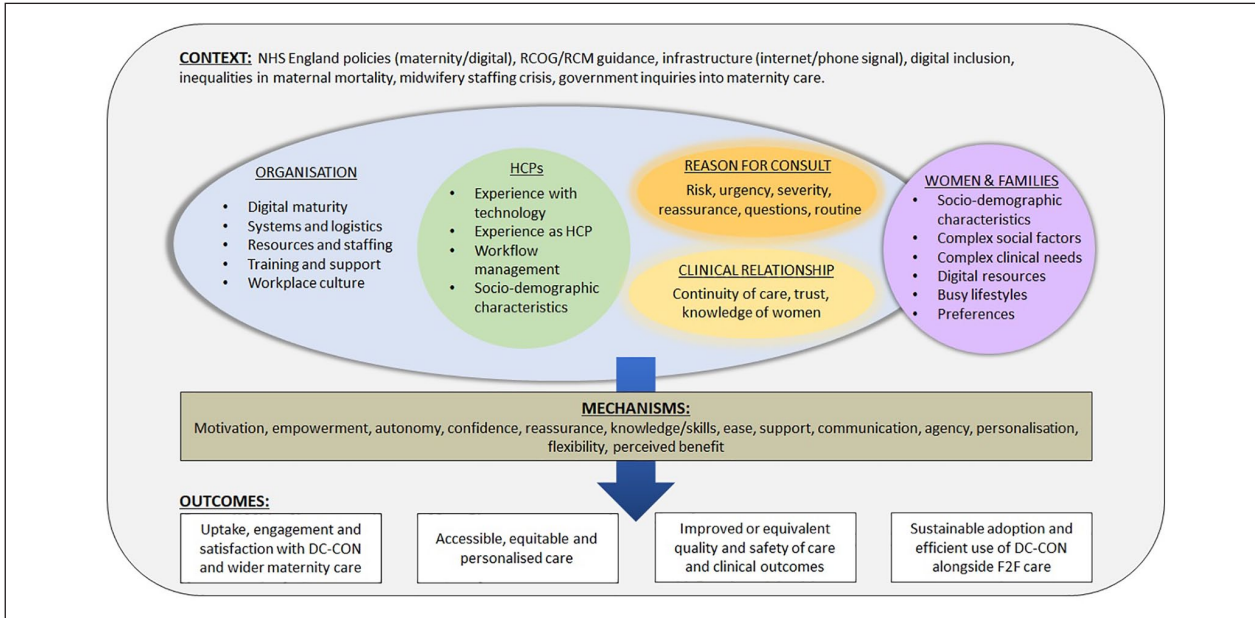 CONTEXT: NHS England policies (maternity/digital), RCOG/RCM guidance, infrastructure (internet/phone signal), digital inclusion,
inequalities in maternal mortality, midwifery staffing crisis, government inquiries into maternity care.
ORGANISATION
• Digital maturity
• Systems and logistics
• Resources and staffing
• Training and support
• Workplace culture
HCPs
• Experience with
technology
• Experience as HCP
• Workflow
management
• Socio-demographic
characteristics
REASON FOR CONSULT
Risk, urgency, severity,
reassurance, questions, routine
CLINICAL RELATIONSHIP
Continuity of care, trust,
knowledge of women
WOMEN & FAMILIES
• Socio-demographic
characteristics
• Complex social factors
• Complex clinical needs
• Digital resources
• Busy lifestyles
• Preferences
MECHANISMS:
Motivation, empowerment, autonomy, confidence, reassurance, knowledge/skills, ease, support, communication, agency, personalisation,
flexibility, perceived benefit
OUTCOMES:
Uptake, engagement and
satisfaction with DC-CON
and wider maternity care
Accessible, equitable and
personalised care
Improved or equivalent
quality and safety of care
and clinical outcomes
Sustainable adoption and
efficient use of DC-CON
alongside F2F care